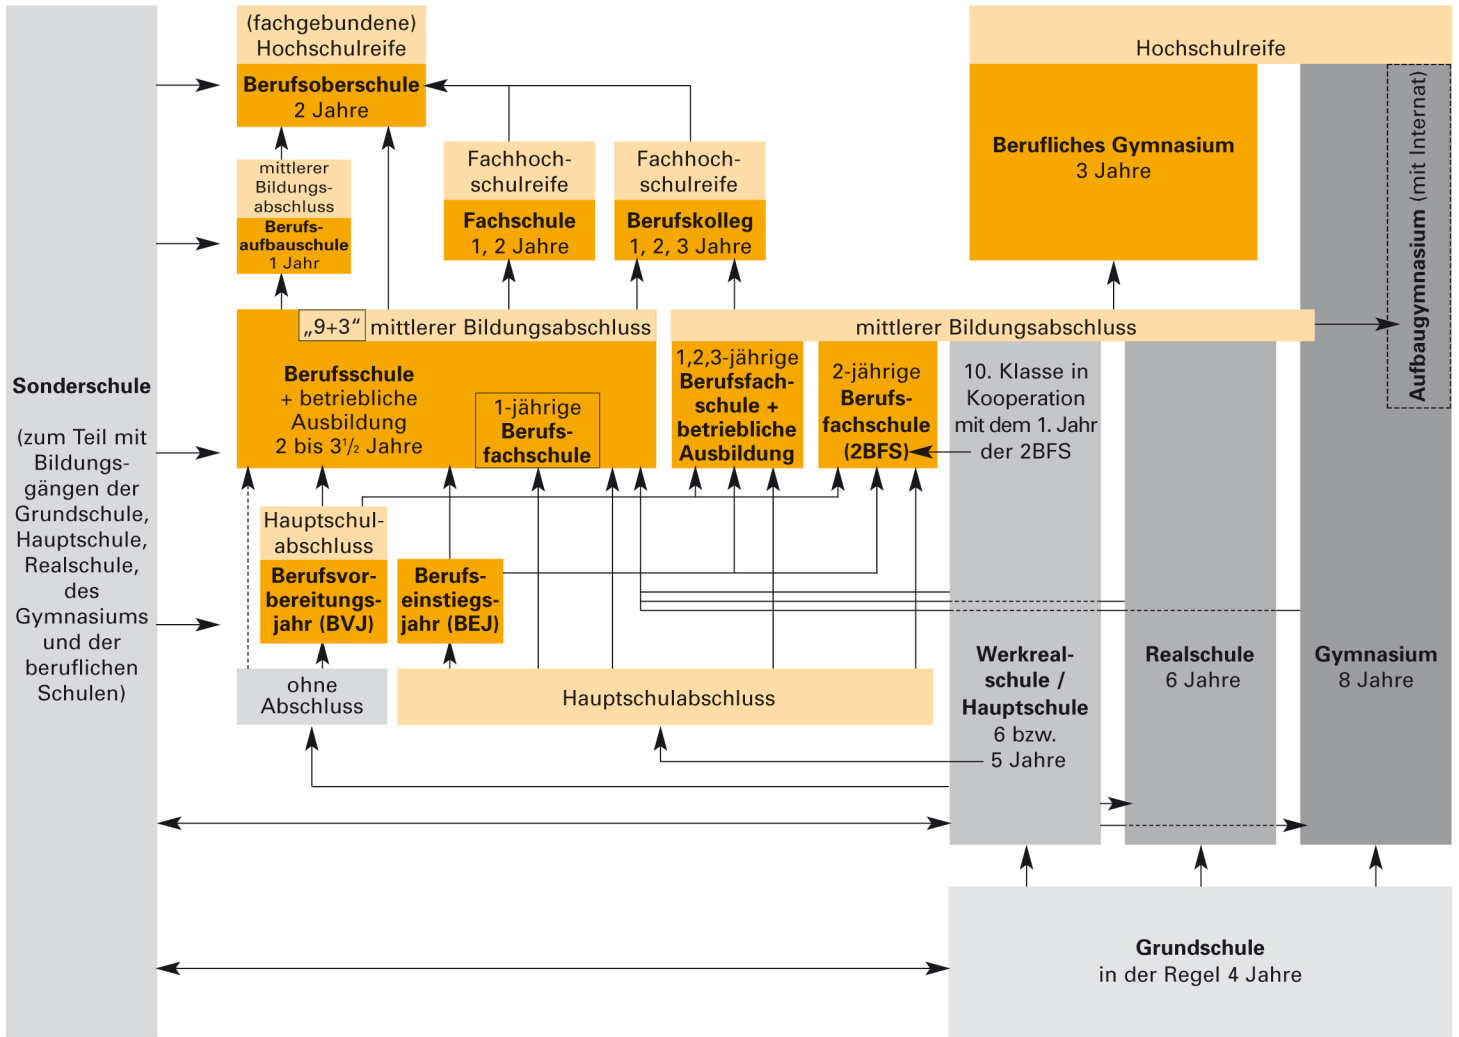 (fachgebundene)
Hochschulreife
Berufsoberschule
2 Jahre
Hochschulreife
Berufliches Gymnasium
3 Jahre
Aufbaugymnasium (mit Internat)
mittlerer
Bildungs-
abschluss
Berufs-
aufbauschule
1 Jahr
Fachhoch-
schulreife
Fachschule
1, 2 Jahre
Fachhoch-
schulreife
Berufskolleg
1, 2, 3 Jahre
„9+3“ mittlerer Bildungsabschluss
Berufsschule
+ betriebliche
Ausbildung
2 bis 3 1/2 Jahre
1-jährige
Berufs-
fachschule
mittlerer Bildungsabschluss
1,2,3-jährige
Berufsfach-
schule +
betriebliche
Ausbildung
2-jährige
Berufs-
fachschule
(2BFS)
10. Klasse in
Kooperation
mit dem 1. Jahr
der 2BFS
Sonderschule
(zum Teil mit
Bildungs-
gängen der
Grundschule,
Hauptschule,
Realschule,
des
Gymnasiums
und der
beruflichen
Schulen)
Hauptschul-
abschluss
Berufsvor-
bereitungs-
jahr (BVJ)
Berufs-
einstiegs-
jahr (BEJ)
ohne
Abschluss
Hauptschulabschluss
Werkreal-
schule /
Hauptschule
6 bzw.
5 Jahre
Realschule
6 Jahre
Gymnasium
8 Jahre
Grundschule
in der Regel 4 Jahre